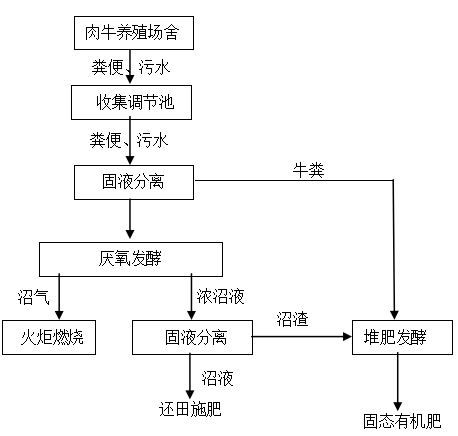 肉牛养殖场舍
粪便、污水
收集调节池
粪便、污水
固液分离
牛粪
厌氧发酵
沼气
浓沼液
火炬燃烧
固液分离
沼渣
堆肥发酵
沼液
还田施肥
固态有机肥